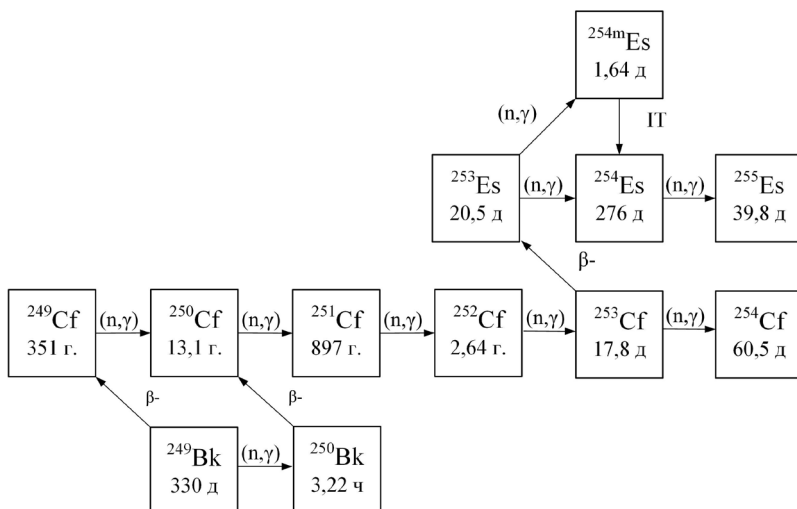 ²⁵⁴ᵐEs
1,64 д
(n,γ)
IT
²⁵³Es
20,5 д
(n,γ)
²⁵⁴Es
276 д
(n,γ)
²⁵⁵Es
39,8 д
β-
²⁴⁹Cf
351 г.
(n,γ)
²⁵⁰Cf
13,1 г.
(n,γ)
²⁵¹Cf
897 г.
(n,γ)
²⁵²Cf
2,64 г.
(n,γ)
²⁵³Cf
17,8 д
(n,γ)
²⁵⁴Cf
60,5 д
β-
β-
²⁴⁹Bk
330 д
(n,γ)
²⁵⁰Bk
3,22 ч